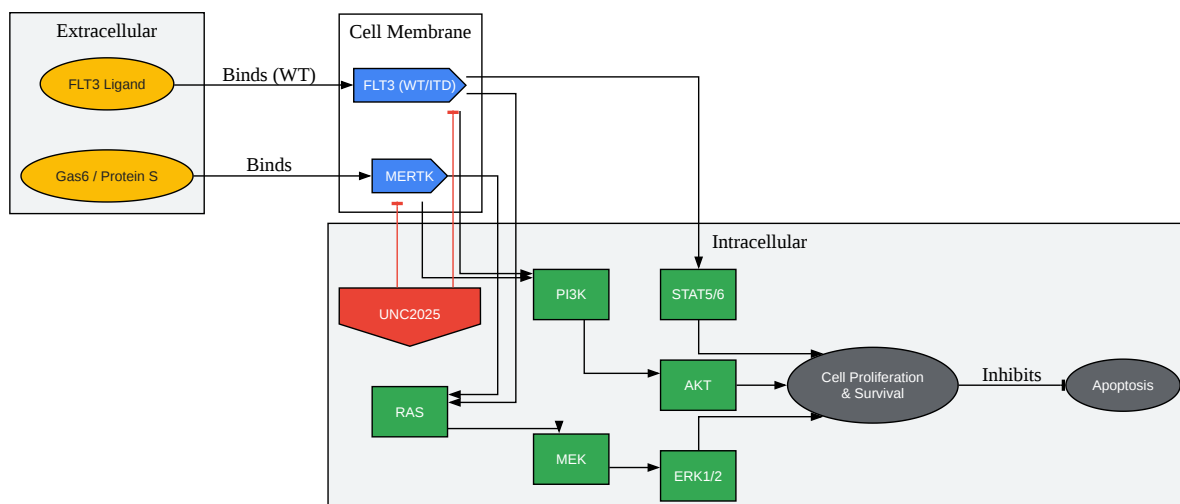 Extracellular
Cell Membrane
FLT3 Ligand
Binds (WT)
FLT3 (WT/ITD)
Gas6 / Protein S
Binds
MERTK
Intracellular
PI3K
STAT5/6
UNC2025
AKT
Cell Proliferation
& Survival
Inhibits
Apoptosis
RAS
MEK
ERK1/2